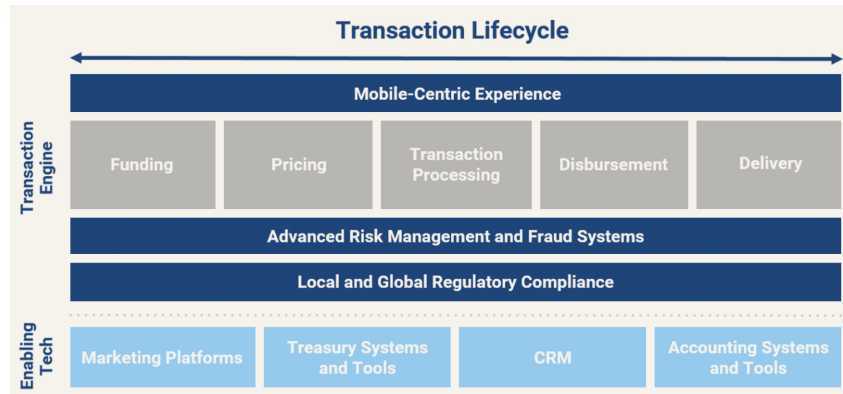 Transaction Lifecycle
Mobile-Centric Experience
Transaction
Engine
Funding
Pricing
Transaction
Processing
Disbursement
Delivery
Advanced Risk Management and Fraud Systems
Local and Global Regulatory Compliance
Enabling
Tech
Marketing Platforms
Treasury Systems
and Tools
CRM
Accounting Systems
and Tools